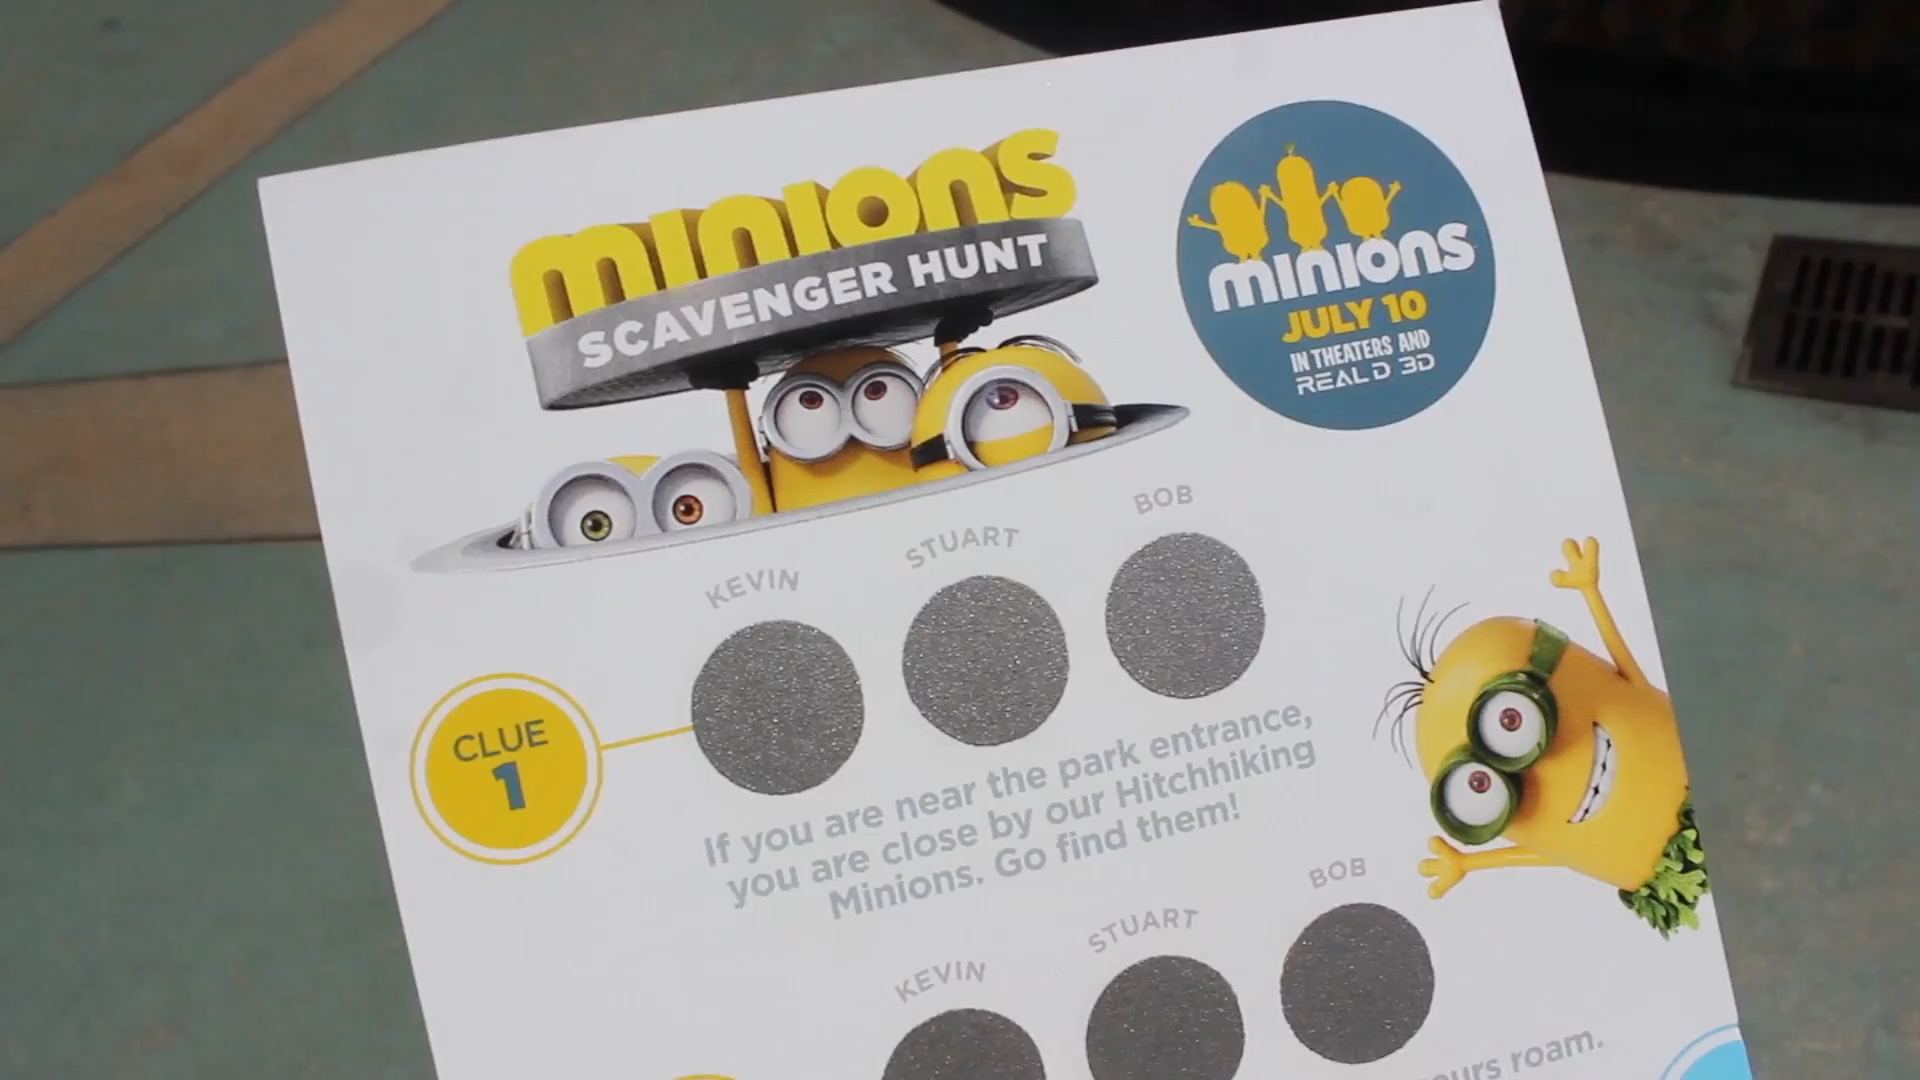 MINIONS
SCAVENGER HUNT
MINIONS
JULY 10
IN THEATERS AND
REAL D 3D
KEVIN
STUART
BOB
CLUE
1
If you are near the park entrance,
you are close by our Hitchhiking
Minions. Go find them!
KEVIN
STUART
BOB
roam.